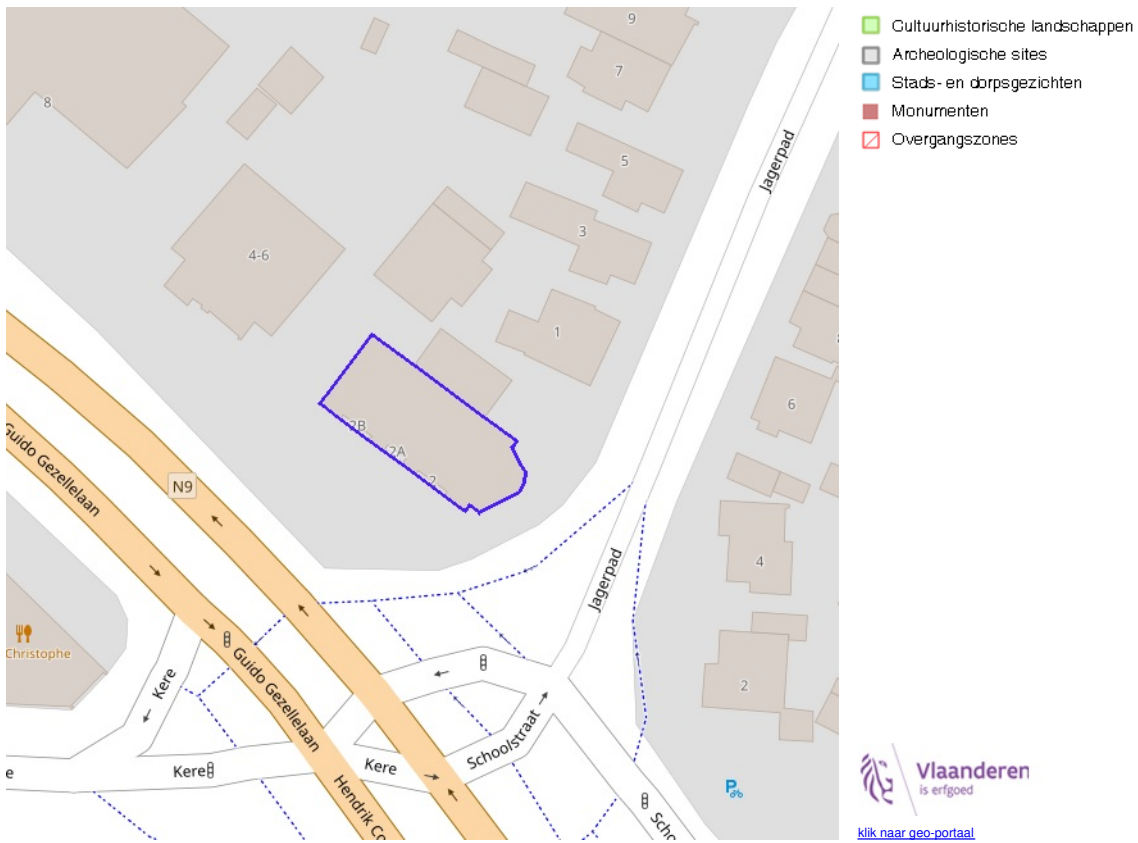 9
7
8
5
Jagerpad
3
4-6
1
6
2B
2A
2
N9
Guido Gezellelaan
4
Jagerpad
Christophe
Kere
Guido Gezellelaan
2
Schoolstraat
Kere
Kere
Hendrik Co
Scho
P
Cultuurhistorische landschappen
Archeologische sites
Stads- en dorpsgezichten
Monumenten
Overgangszones
Vlaanderen
is erfgoed
klik naar geo-portaal